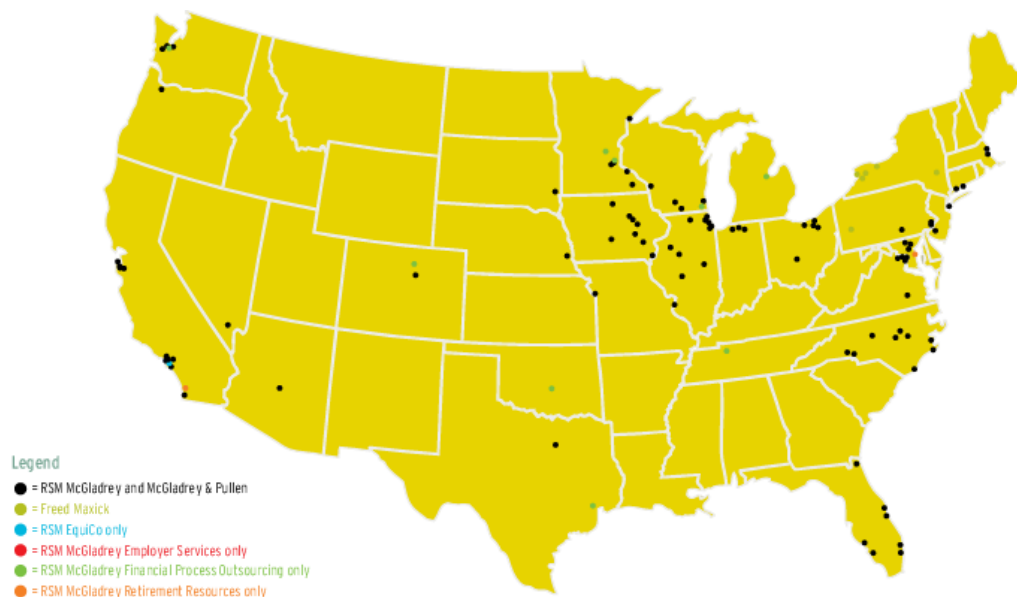 Legend
= RSM McGladrey and McGladrey & Pullen
= Freed Maxick
= RSM EquiCo only
= RSM McGladrey Employer Services only
= RSM McGladrey Financial Process Outsourcing only
= RSM McGladrey Retirement Resources only